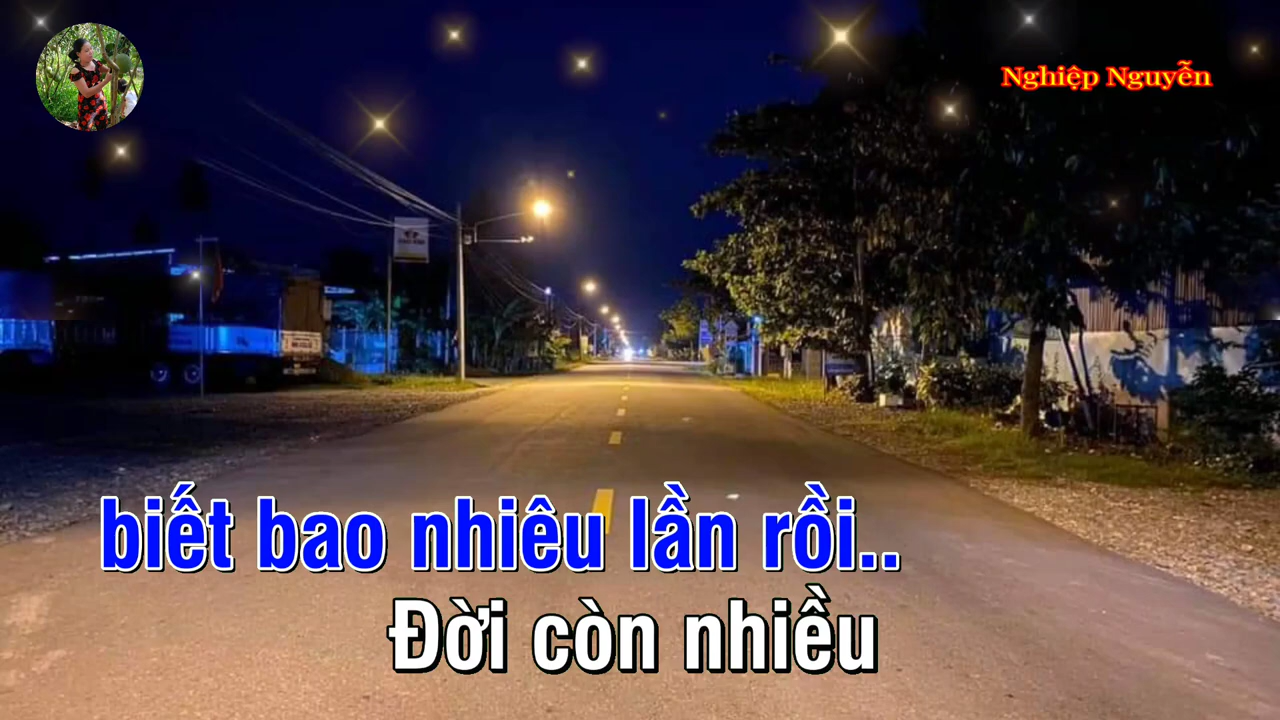 Nghiệp Nguyễn
biết bao nhiêu lần rồi..
Đời còn nhiều